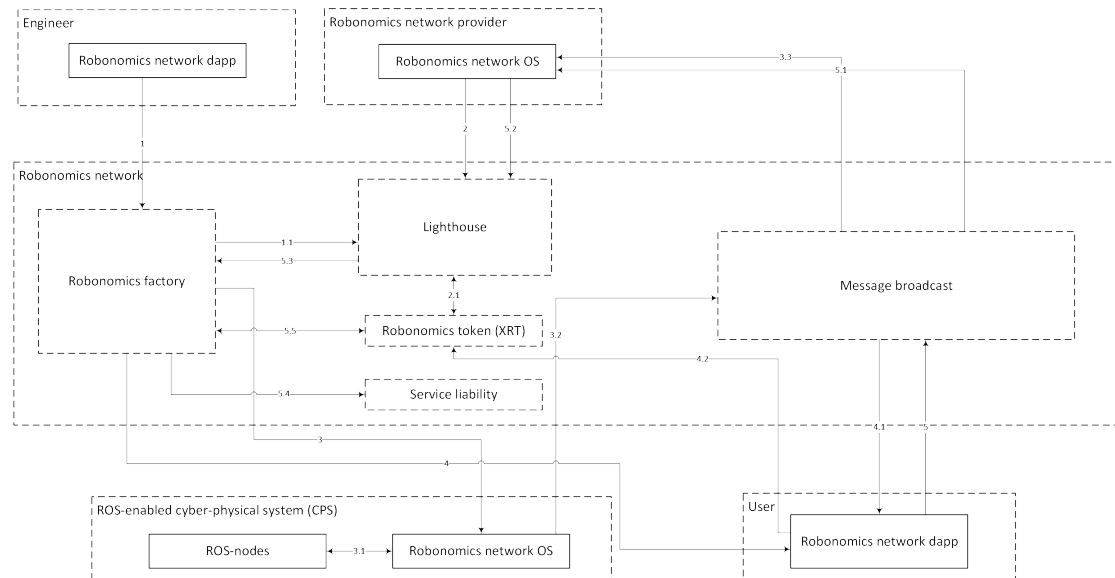 Engineer
Robonomics network dapp
Robonomics network provider
Robonomics network OS
3.3
5.1
1
2
5.2
Robonomics network
Lighthouse
Robonomics factory
1.1
5.3
Message broadcast
2.1
5.5
Robonomics token (XRT)
3.2
4.2
5.4
Service liability
4.1
5
3
4
ROS-enabled cyber-physical system (CPS)
ROS-nodes
3.1
Robonomics network OS
User
Robonomics network dapp